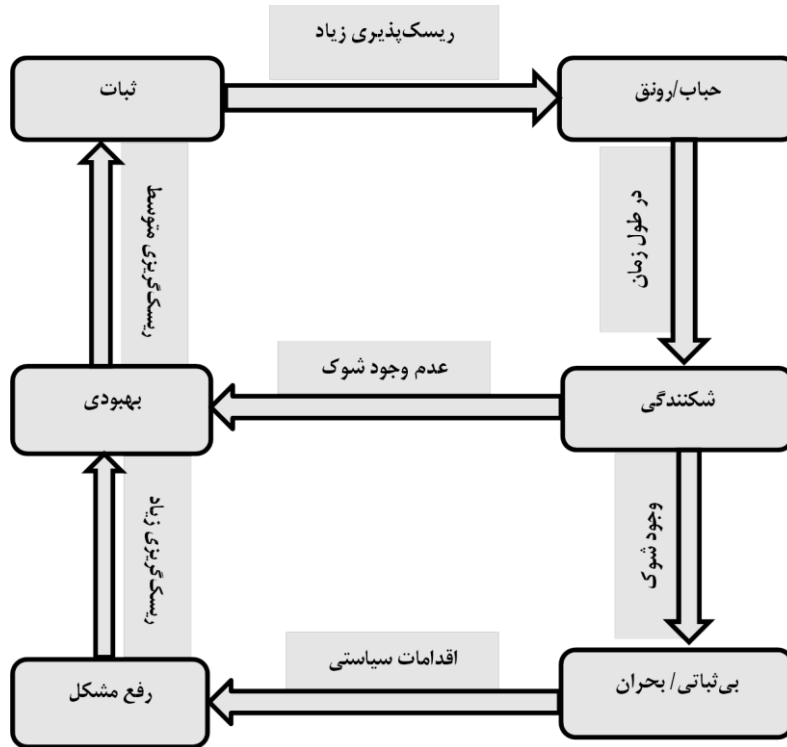 ریسک‌پذیری زیاد
حباب/رونق
ثبات
در طول زمان
ریسک‌گریزی متوسط
عدم وجود شوک
شکنندگی
بهبودی
وجود شوک
ریسک‌گریزی زیاد
اقدامات سیاستی
بی‌ثباتی/ بحران
رفع مشکل